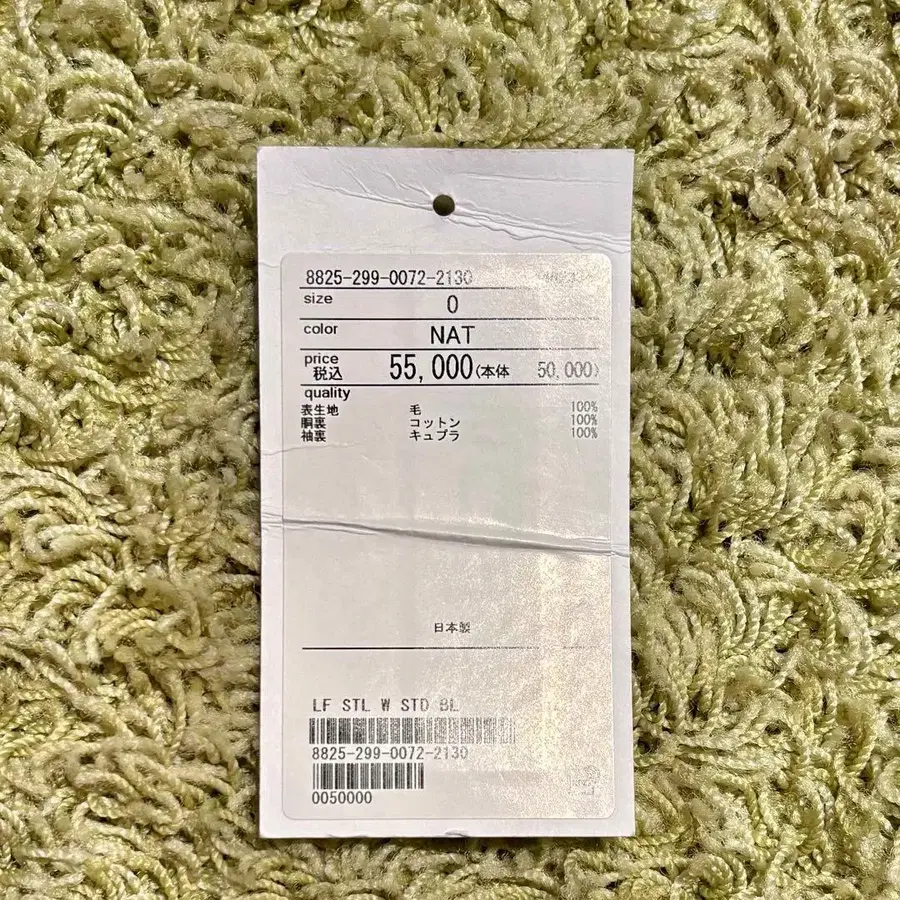 8825-299-0072-2130
size 0
color NAT
price 税込 55,000(本体 50,000)
quality
表生地 毛 100%
胴裏 コットン 100%
袖裏 キュプラ 100%
日本製
LF STL W STD BL
8825-299-0072-2130
0050000